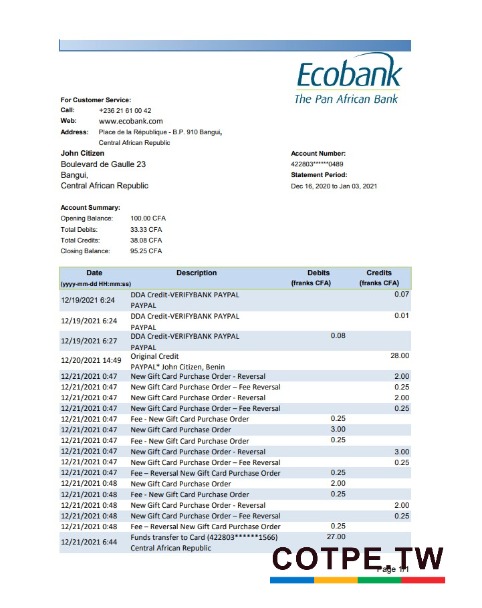 Ecobank
The Pan African Bank
For Customer Service:
Call: +236 21 61 00 42
Web: www.ecobank.com
Address: Place de la République - B.P. 910 Bangui,
Central African Republic
John Citizen
Boulevard de Gaulle 23
Bangui,
Central African Republic
Account Number:
422803******0489
Statement Period:
Dec 16, 2020 to Jan 03, 2021
Account Summary:
Opening Balance: 100.00 CFA
Total Debits: 33.33 CFA
Total Credits: 38.08 CFA
Closing Balance: 95.25 CFA
Date Description Debits Credits
(yyyy-mm-dd HH:mm:ss) (franks CFA) (franks CFA)
12/19/2021 6:24 DDA Credit-VERIFYBANK PAYPAL 0.07
PAYPAL
12/19/2021 6:24 DDA Credit-VERIFYBANK PAYPAL 0.01
PAYPAL
12/19/2021 6:27 DDA Credit-VERIFYBANK PAYPAL 0.08
PAYPAL
12/20/2021 14:49 Original Credit 28.00
PAYPAL* John Citizen, Benin
12/21/2021 0:47 New Gift Card Purchase Order - Reversal 2.00
12/21/2021 0:47 New Gift Card Purchase Order – Fee Reversal 0.25
12/21/2021 0:47 New Gift Card Purchase Order - Reversal 2.00
12/21/2021 0:47 New Gift Card Purchase Order – Fee Reversal 0.25
12/21/2021 0:47 Fee - New Gift Card Purchase Order 0.25
12/21/2021 0:47 New Gift Card Purchase Order 3.00
12/21/2021 0:47 Fee - New Gift Card Purchase Order 0.25
12/21/2021 0:47 New Gift Card Purchase Order - Reversal 3.00
12/21/2021 0:47 New Gift Card Purchase Order – Fee Reversal 0.25
12/21/2021 0:47 Fee – Reversal New Gift Card Purchase Order 0.25
12/21/2021 0:48 New Gift Card Purchase Order 2.00
12/21/2021 0:48 Fee - New Gift Card Purchase Order 0.25
12/21/2021 0:48 New Gift Card Purchase Order - Reversal 2.00
12/21/2021 0:48 New Gift Card Purchase Order – Fee Reversal 0.25
12/21/2021 0:48 Fee – Reversal New Gift Card Purchase Order 0.25
12/21/2021 6:44 Funds transfer to Card (422803******1566) 27.00
Central African Republic
COTPE.TW
Page 1/1